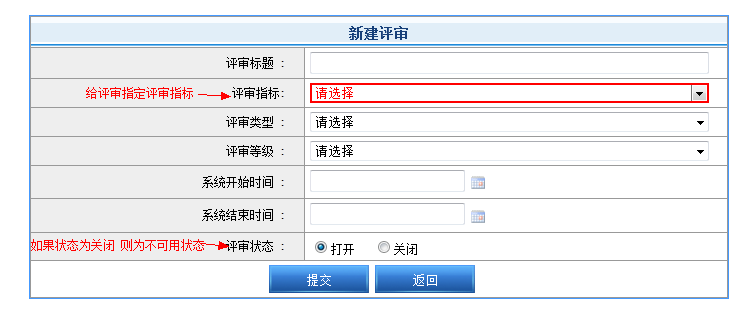 新建评审
评审标题 ：
给评审指定评审指标 评审指标: 请选择
评审类型 ： 请选择
评审等级 ： 请选择
系统开始时间 ：
系统结束时间 ：
如果状态为关闭 则为不可用状态 评审状态 ： 打开 关闭
提交 返回